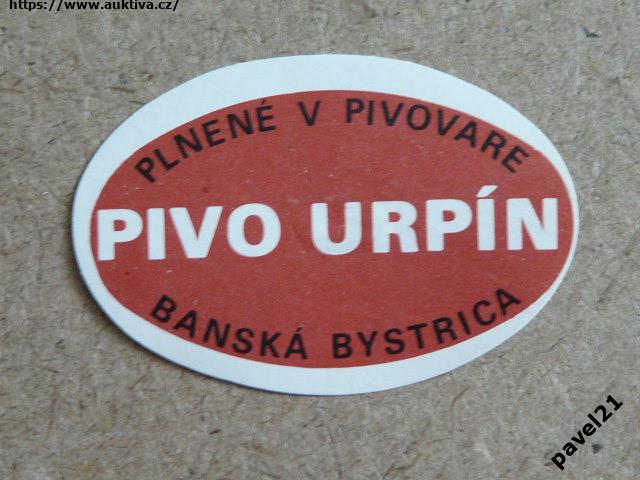 https://www.auktiva.cz/
PLNENÉ V PIVOVARE
PIVO URPÍN
BANSKÁ BYSTRICA
pavel21